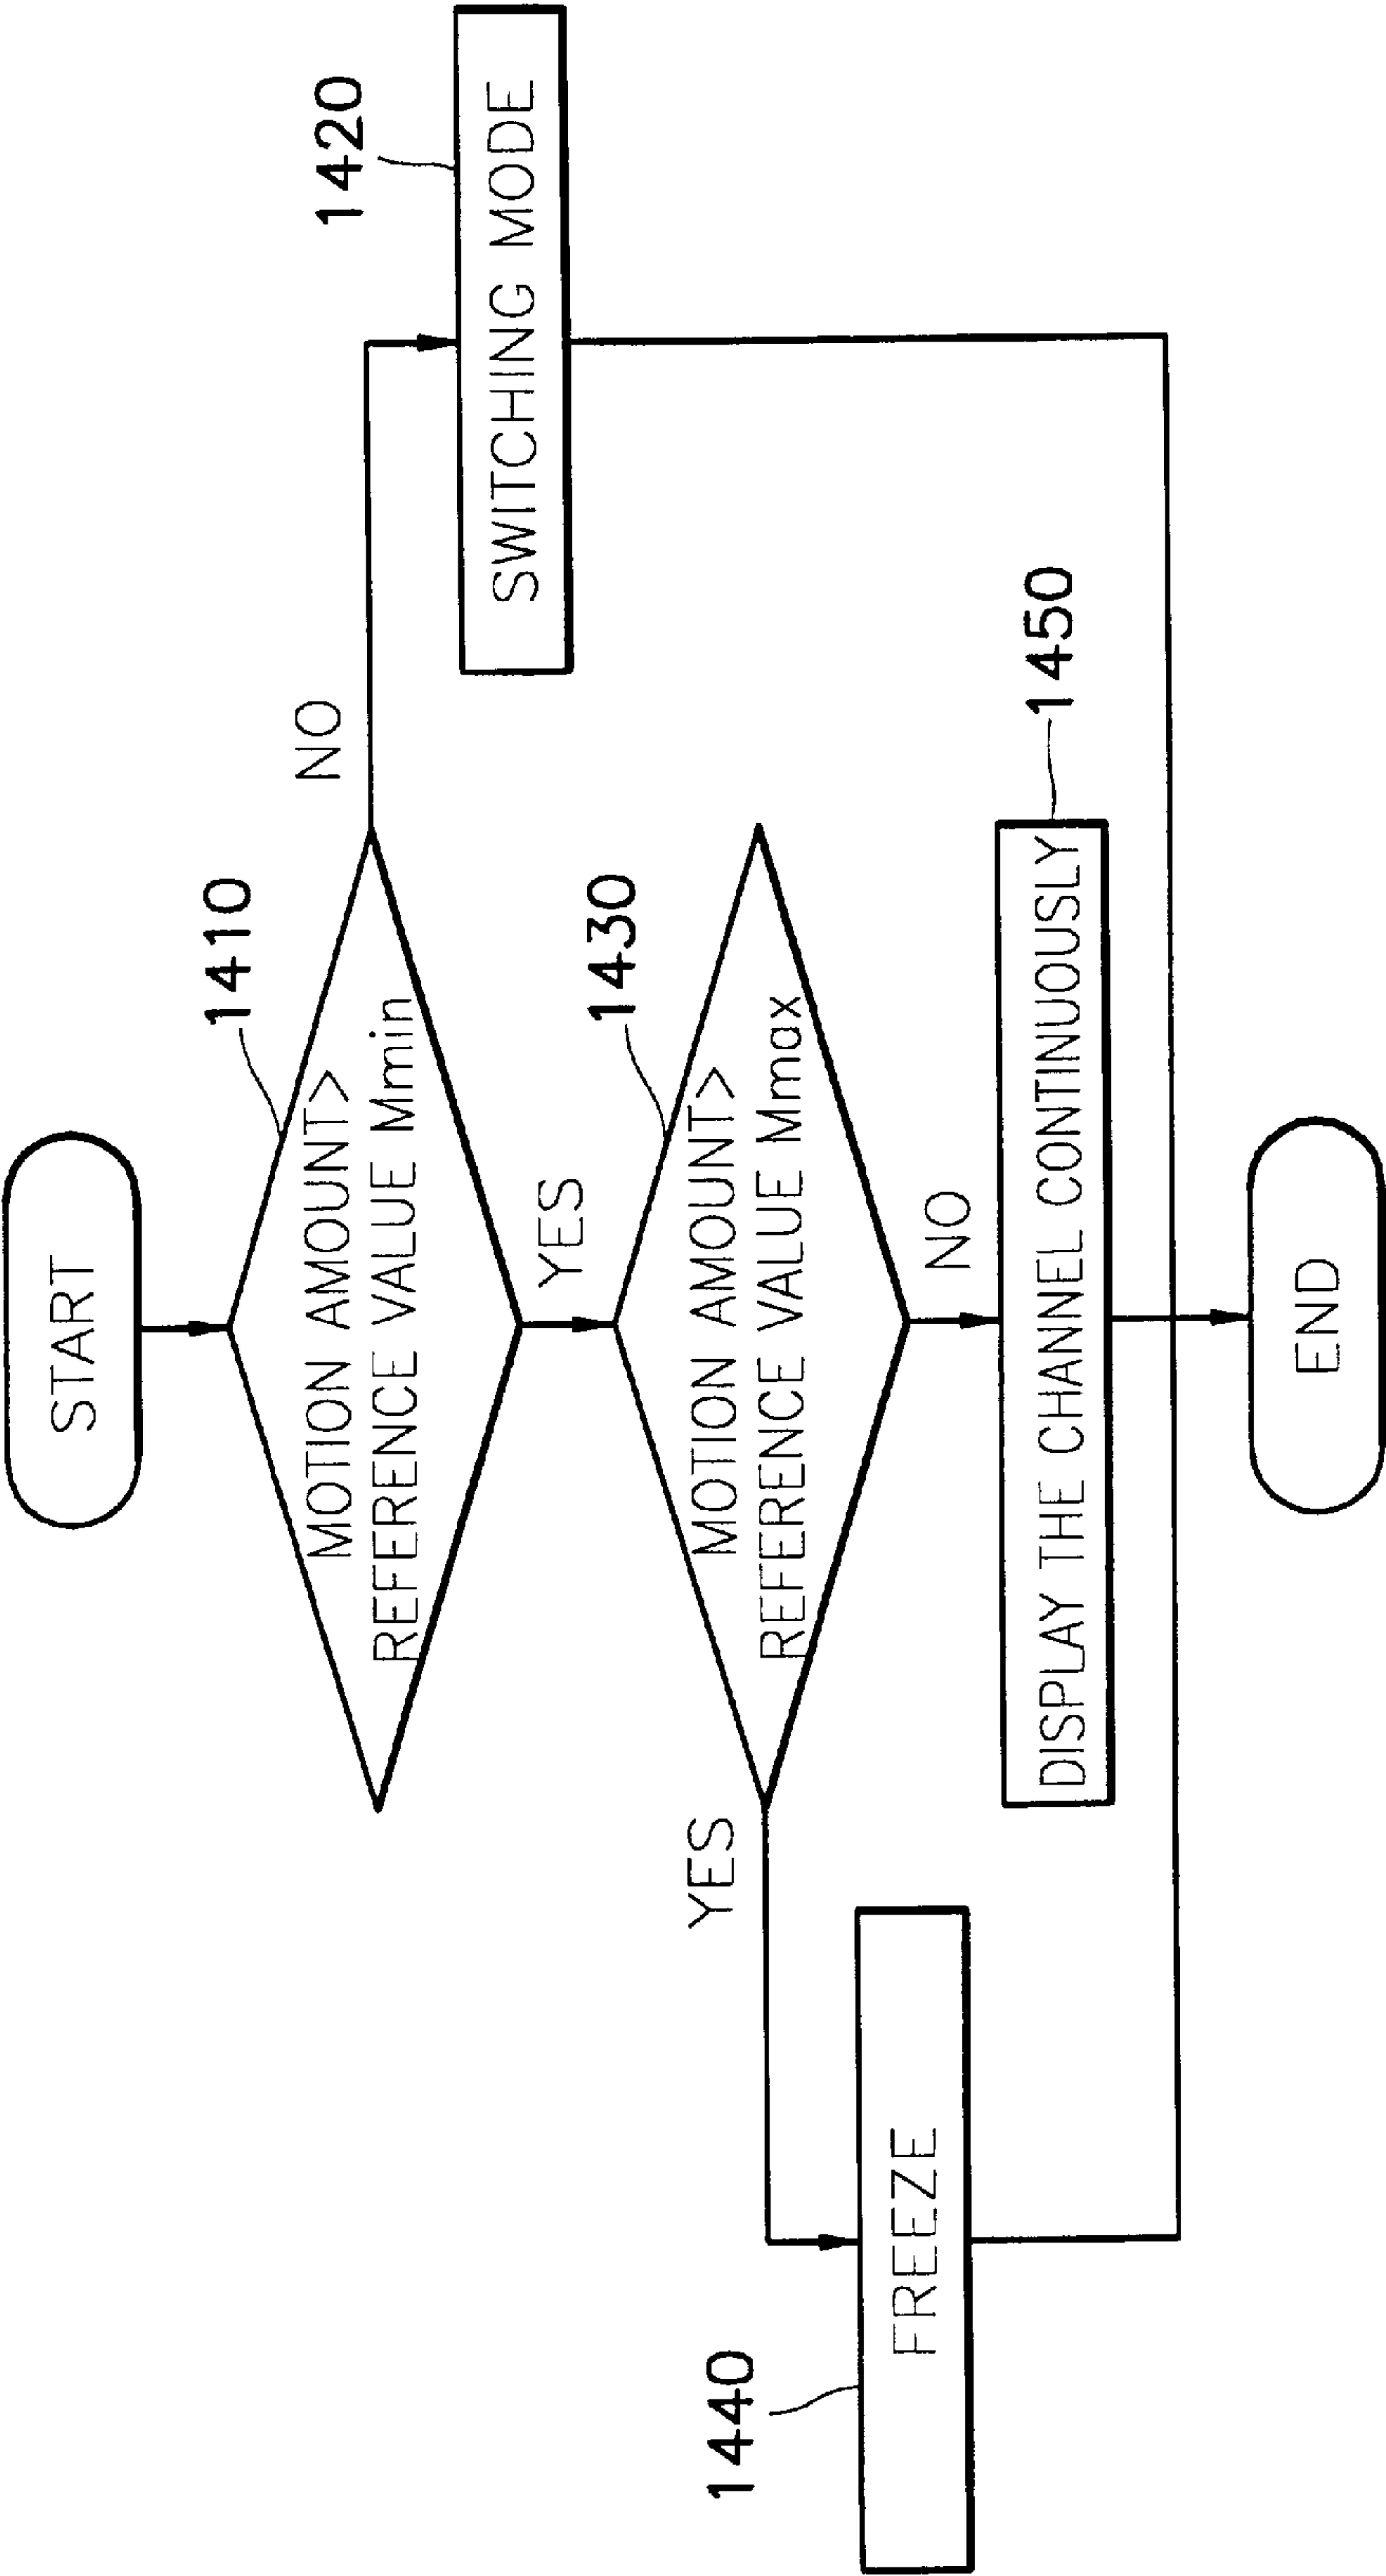 START
1410
MOTION AMOUNT>
REFERENCE VALUE Mmin
NO
1420
SWITCHING MODE
YES
1430
MOTION AMOUNT>
REFERENCE VALUE Mmax
YES
1440
FREEZE
NO
1450
DISPLAY THE CHANNEL CONTINUOUSLY
END